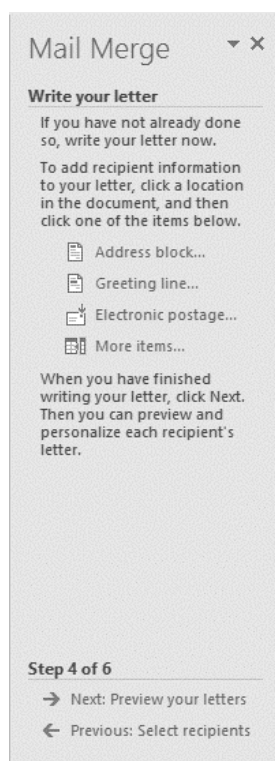 Mail Merge
Write your letter
If you have not already done
so, write your letter now.
To add recipient information
to your letter, click a location
in the document, and then
click one of the items below.
Address block...
Greeting line...
Electronic postage...
More items...
When you have finished
writing your letter, click Next.
Then you can preview and
personalize each recipient's
letter.
Step 4 of 6
Next: Preview your letters
Previous: Select recipients